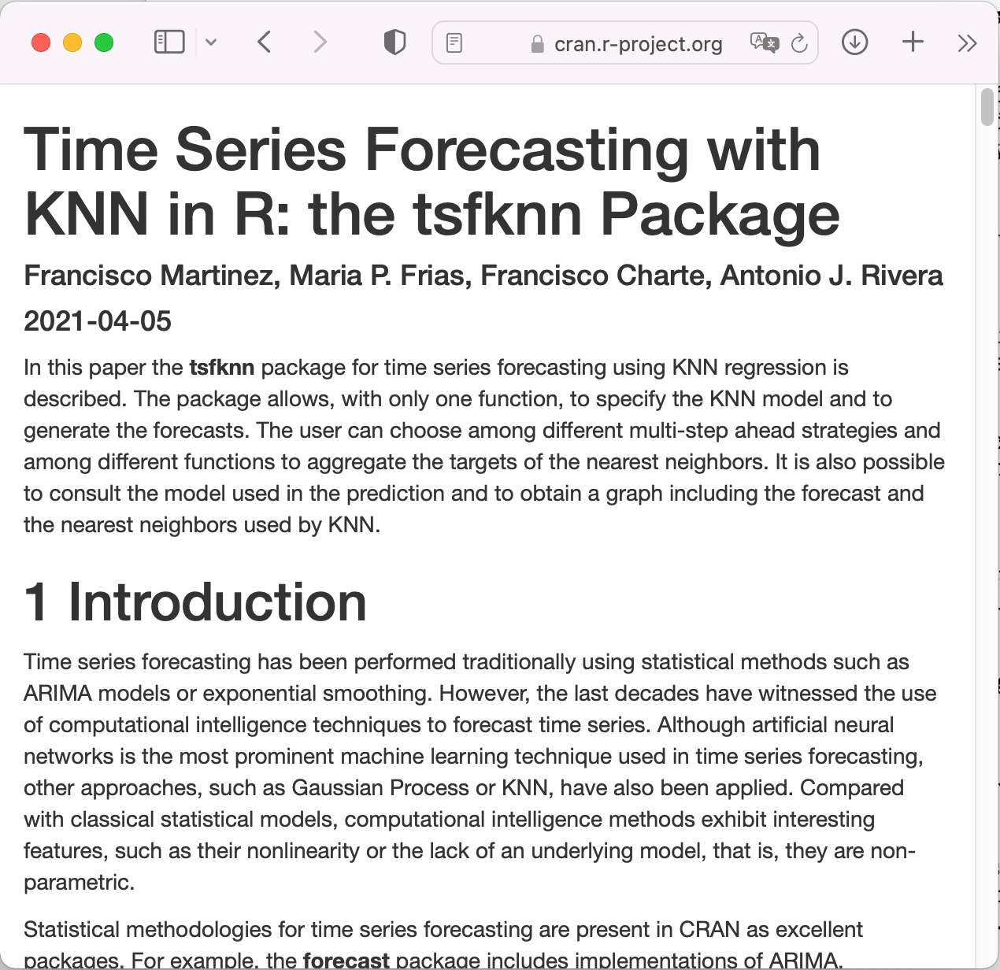 cran.r-project.org
Time Series Forecasting with
KNN in R: the tsfknn Package
Francisco Martinez, Maria P. Frias, Francisco Charte, Antonio J. Rivera
2021-04-05
In this paper the tsfknn package for time series forecasting using KNN regression is
described. The package allows, with only one function, to specify the KNN model and to
generate the forecasts. The user can choose among different multi-step ahead strategies and
among different functions to aggregate the targets of the nearest neighbors. It is also possible
to consult the model used in the prediction and to obtain a graph including the forecast and
the nearest neighbors used by KNN.
1 Introduction
Time series forecasting has been performed traditionally using statistical methods such as
ARIMA models or exponential smoothing. However, the last decades have witnessed the use
of computational intelligence techniques to forecast time series. Although artificial neural
networks is the most prominent machine learning technique used in time series forecasting,
other approaches, such as Gaussian Process or KNN, have also been applied. Compared
with classical statistical models, computational intelligence methods exhibit interesting
features, such as their nonlinearity or the lack of an underlying model, that is, they are non-
parametric.
Statistical methodologies for time series forecasting are present in CRAN as excellent
packages. For example, the forecast package includes implementations of ARIMA,